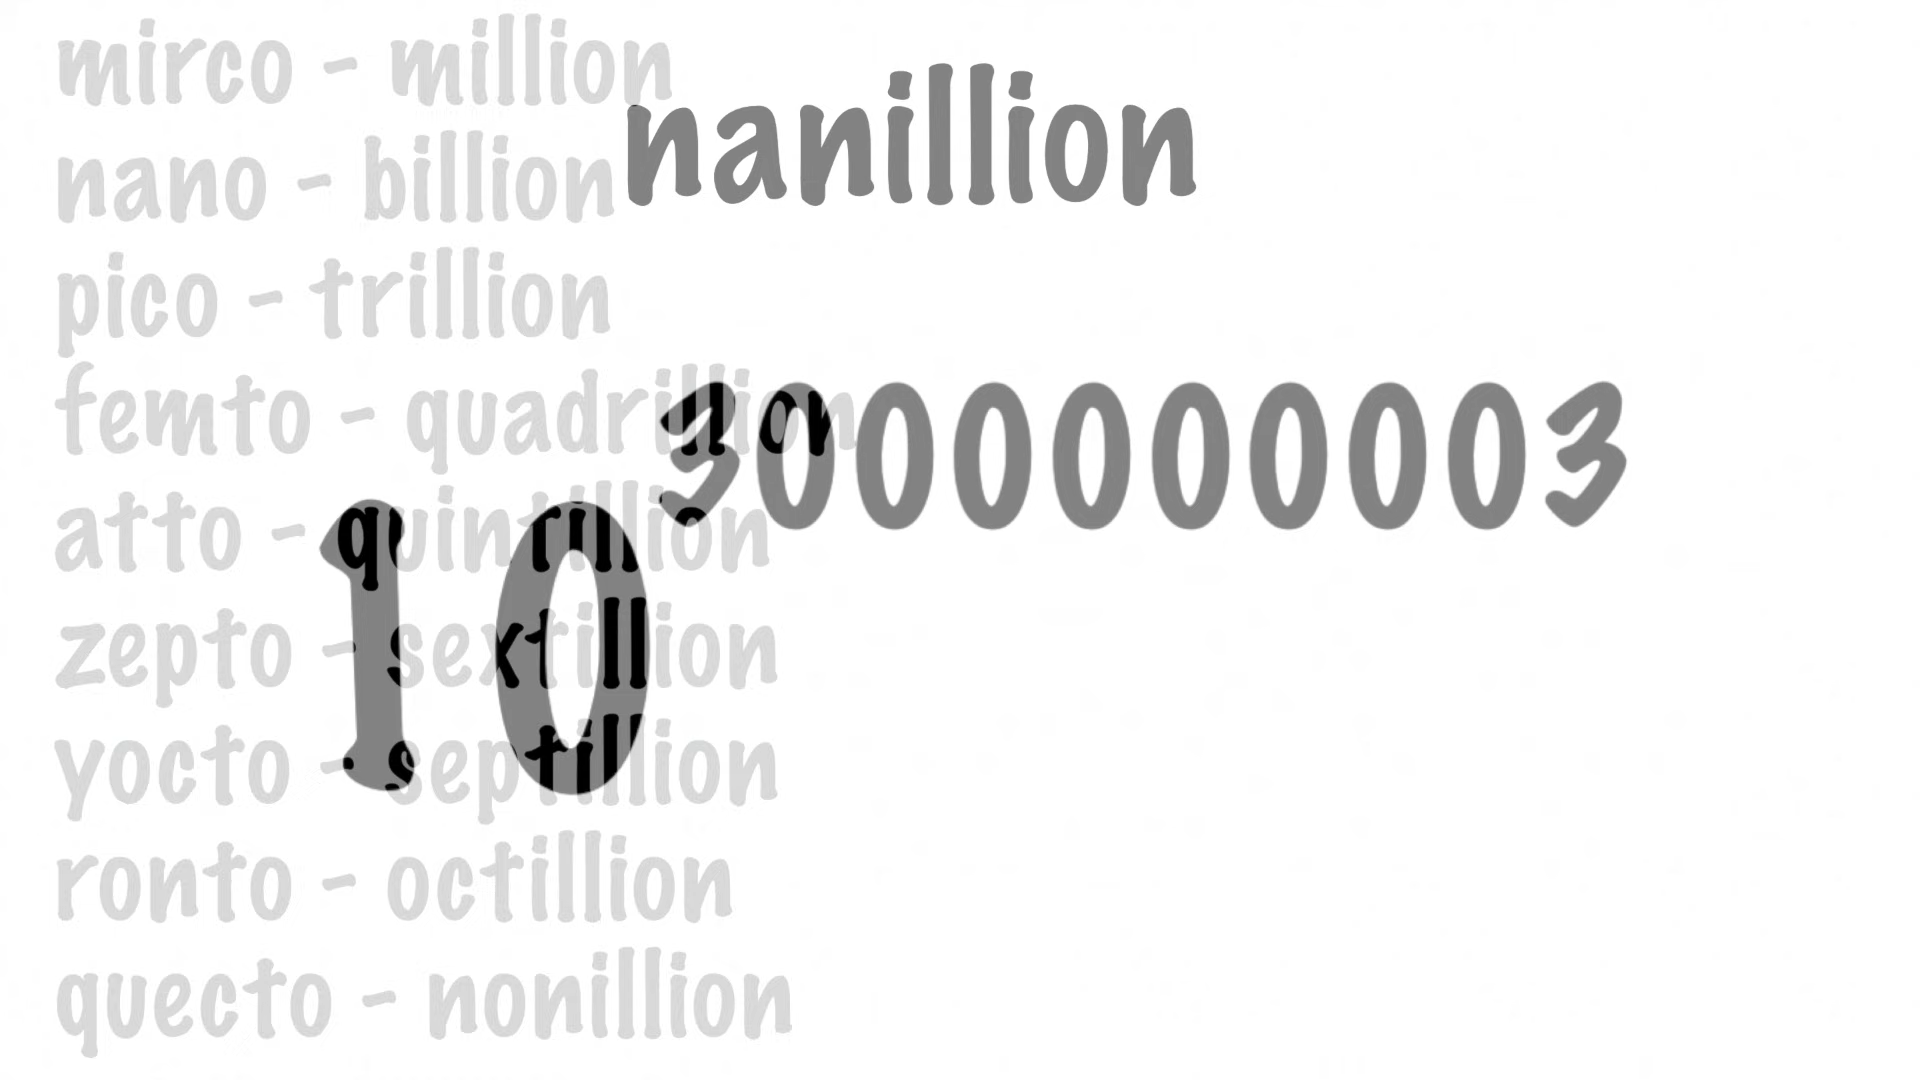 mirco - million
nano - billion
pico - trillion
femto - quadrillion
atto - quintillion
zepto - sextillion
yocto - septillion
ronto - octillion
quecto - nonillion
nanillion
10^3000000003